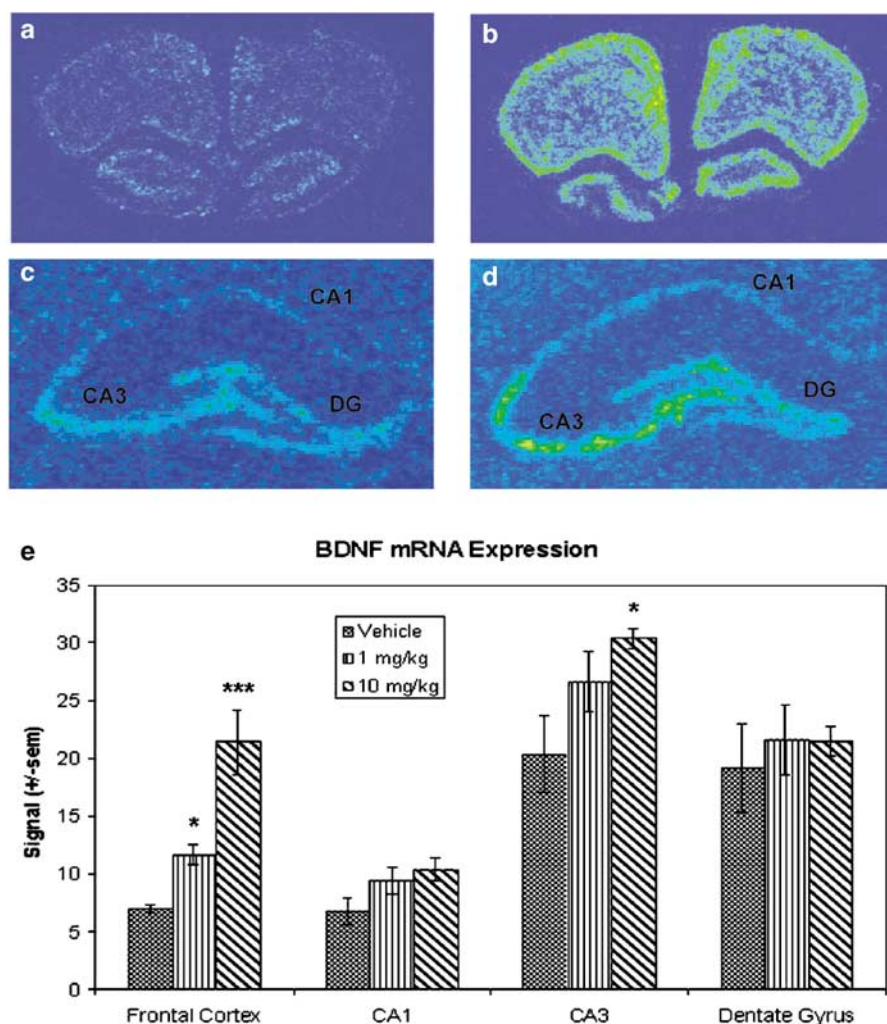 a
b
c
CA1
CA3
DG
d
CA1
CA3
DG
e
BDNF mRNA Expression
35
30
25
20
15
10
5
0
Signal (+/-sem)
Vehicle
1 mg/kg
10 mg/kg
*
***
*
Frontal Cortex
CA1
CA3
Dentate Gyrus